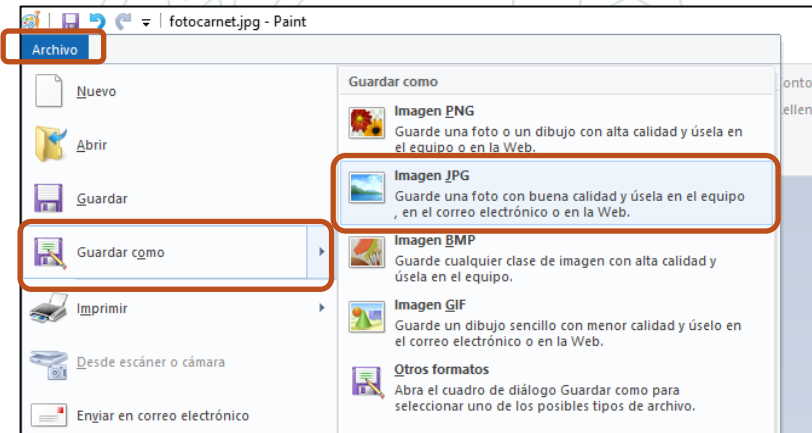 fotocarnet.jpg - Paint
Archivo
Nuevo
Abrir
Guardar
Guardar como
Imprimir
Desde escáner o cámara
Enviar en correo electrónico
Guardar como
Imagen PNG
Guarde una foto o un dibujo con alta calidad y úsela en
el equipo o en la Web.
Imagen JPG
Guarde una foto con buena calidad y úsela en el equipo
, en el correo electrónico o en la Web.
Imagen BMP
Guarde cualquier clase de imagen con alta calidad y
úsela en el equipo.
Imagen GIF
Guarde un dibujo sencillo con menor calidad y úselo en
el correo electrónico o en la Web.
Otros formatos
Abra el cuadro de diálogo Guardar como para
seleccionar uno de los posibles tipos de archivo.